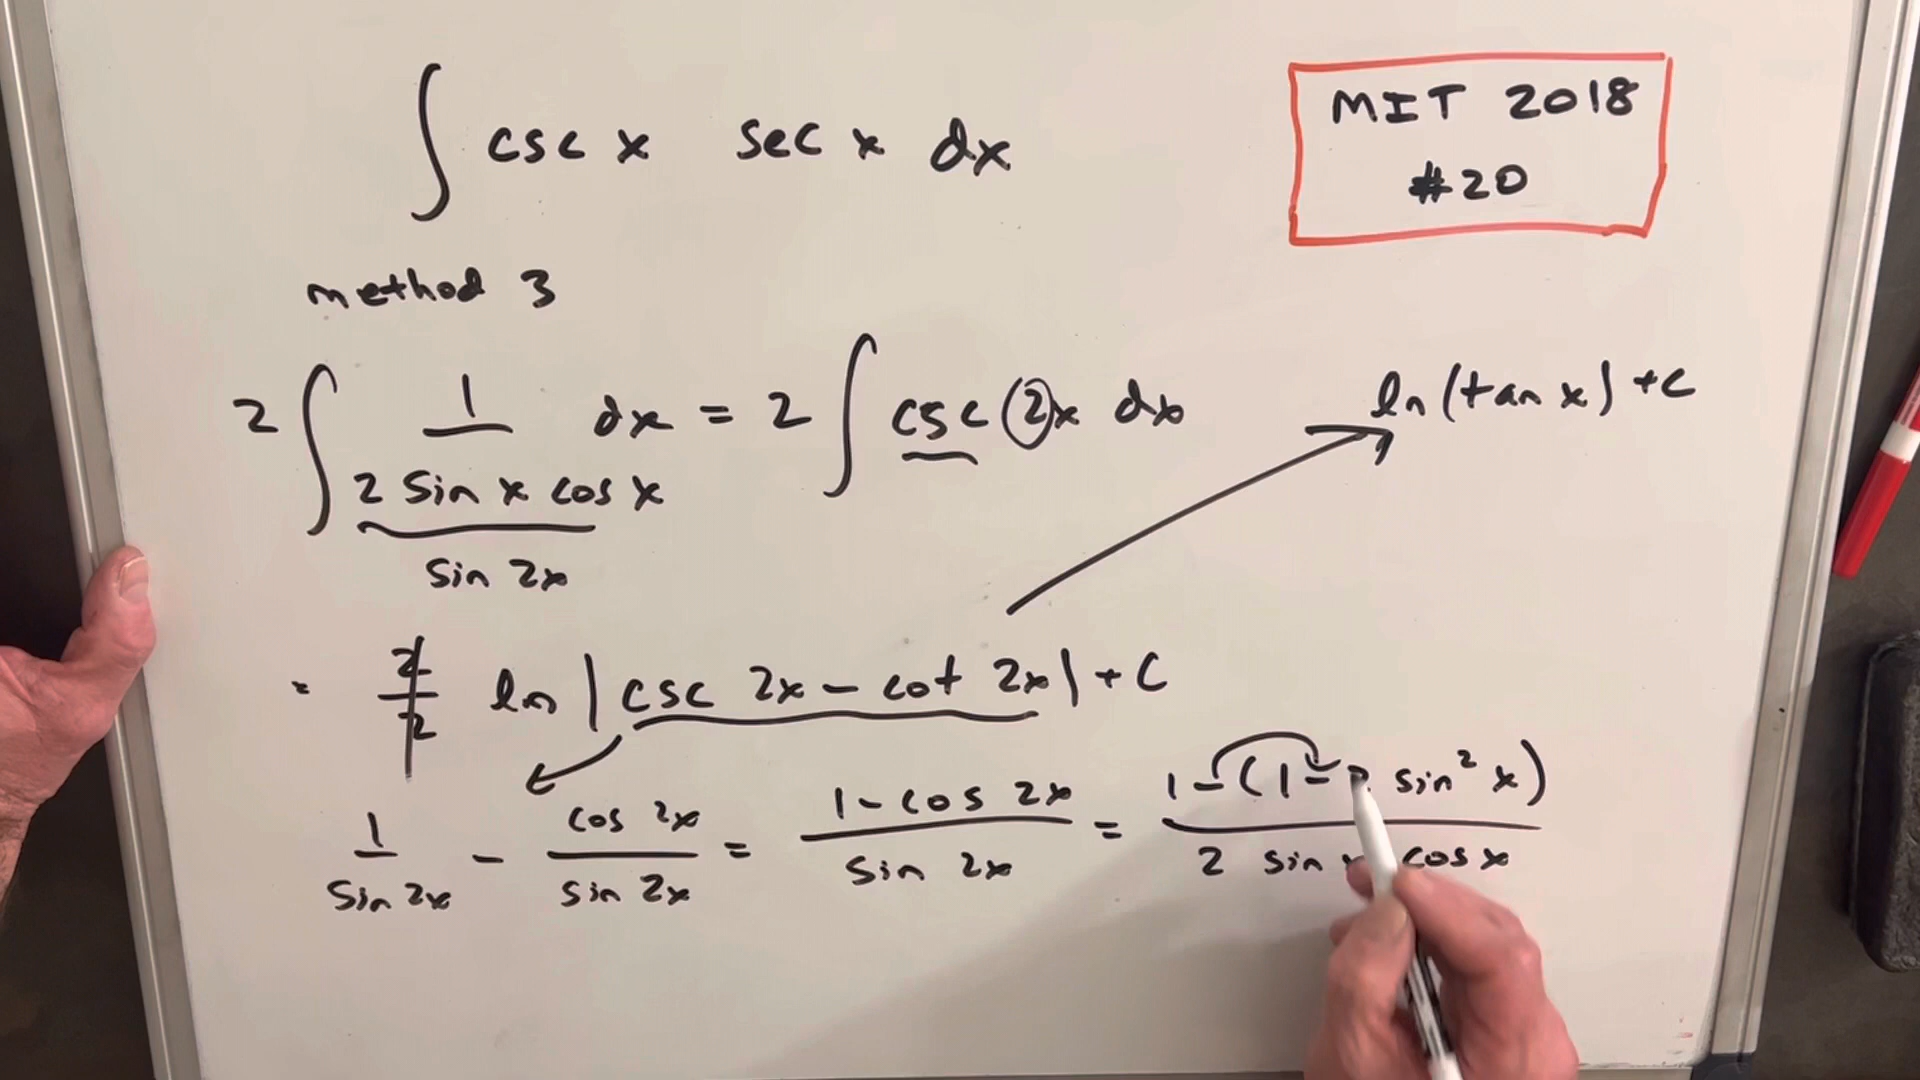 ∫ csc x sec x dx
MIT 2018
#20
method 3
2 ∫ 1 / (2 sin x cos x) dx = 2 ∫ csc(2x dx
ln(tan x) + C
sin 2x
= 2/2 ln |csc 2x - cot 2x| + C
1 / sin 2x - cos 2x / sin 2x = (1 - cos 2x) / sin 2x = (1 - (1 - 2 sin² x)) / (2 sin x cos x)